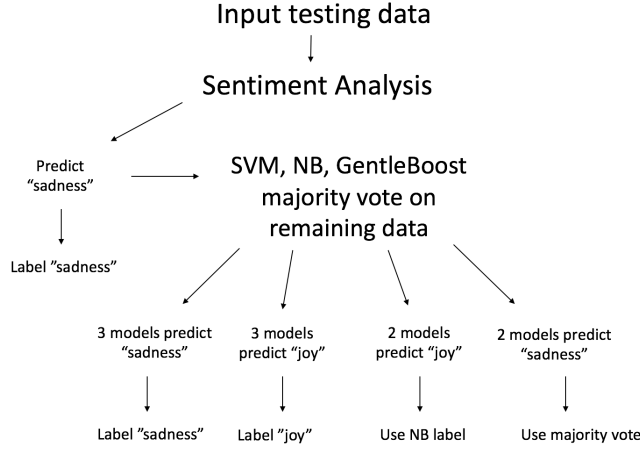 Input testing data
Sentiment Analysis
Predict
“sadness”
SVM, NB, GentleBoost
majority vote on
remaining data
Label ”sadness”
3 models predict
“sadness”
3 models
predict “joy”
2 models
predict “joy”
2 models predict
“sadness”
Label ”sadness”
Label ”joy”
Use NB label
Use majority vote